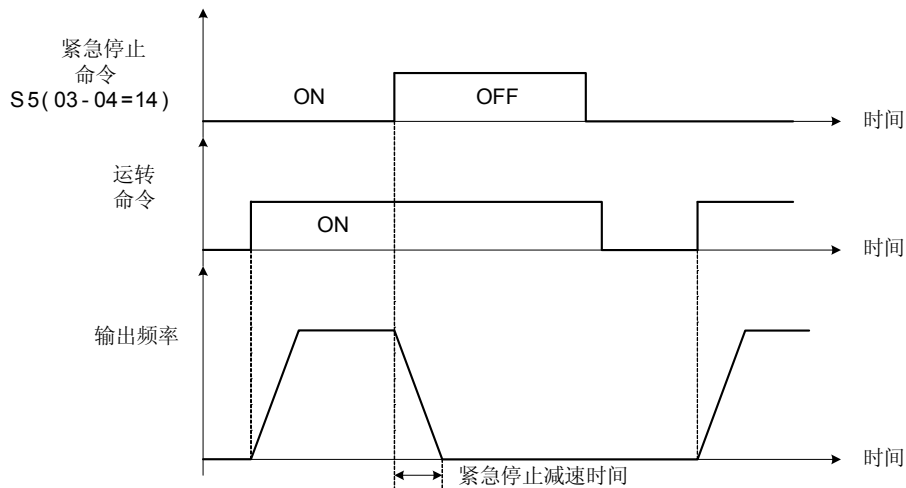 紧急停止
命令
S5(03-04=14)
ON
OFF
时间
运转
命令
ON
时间
输出频率
时间
紧急停止减速时间